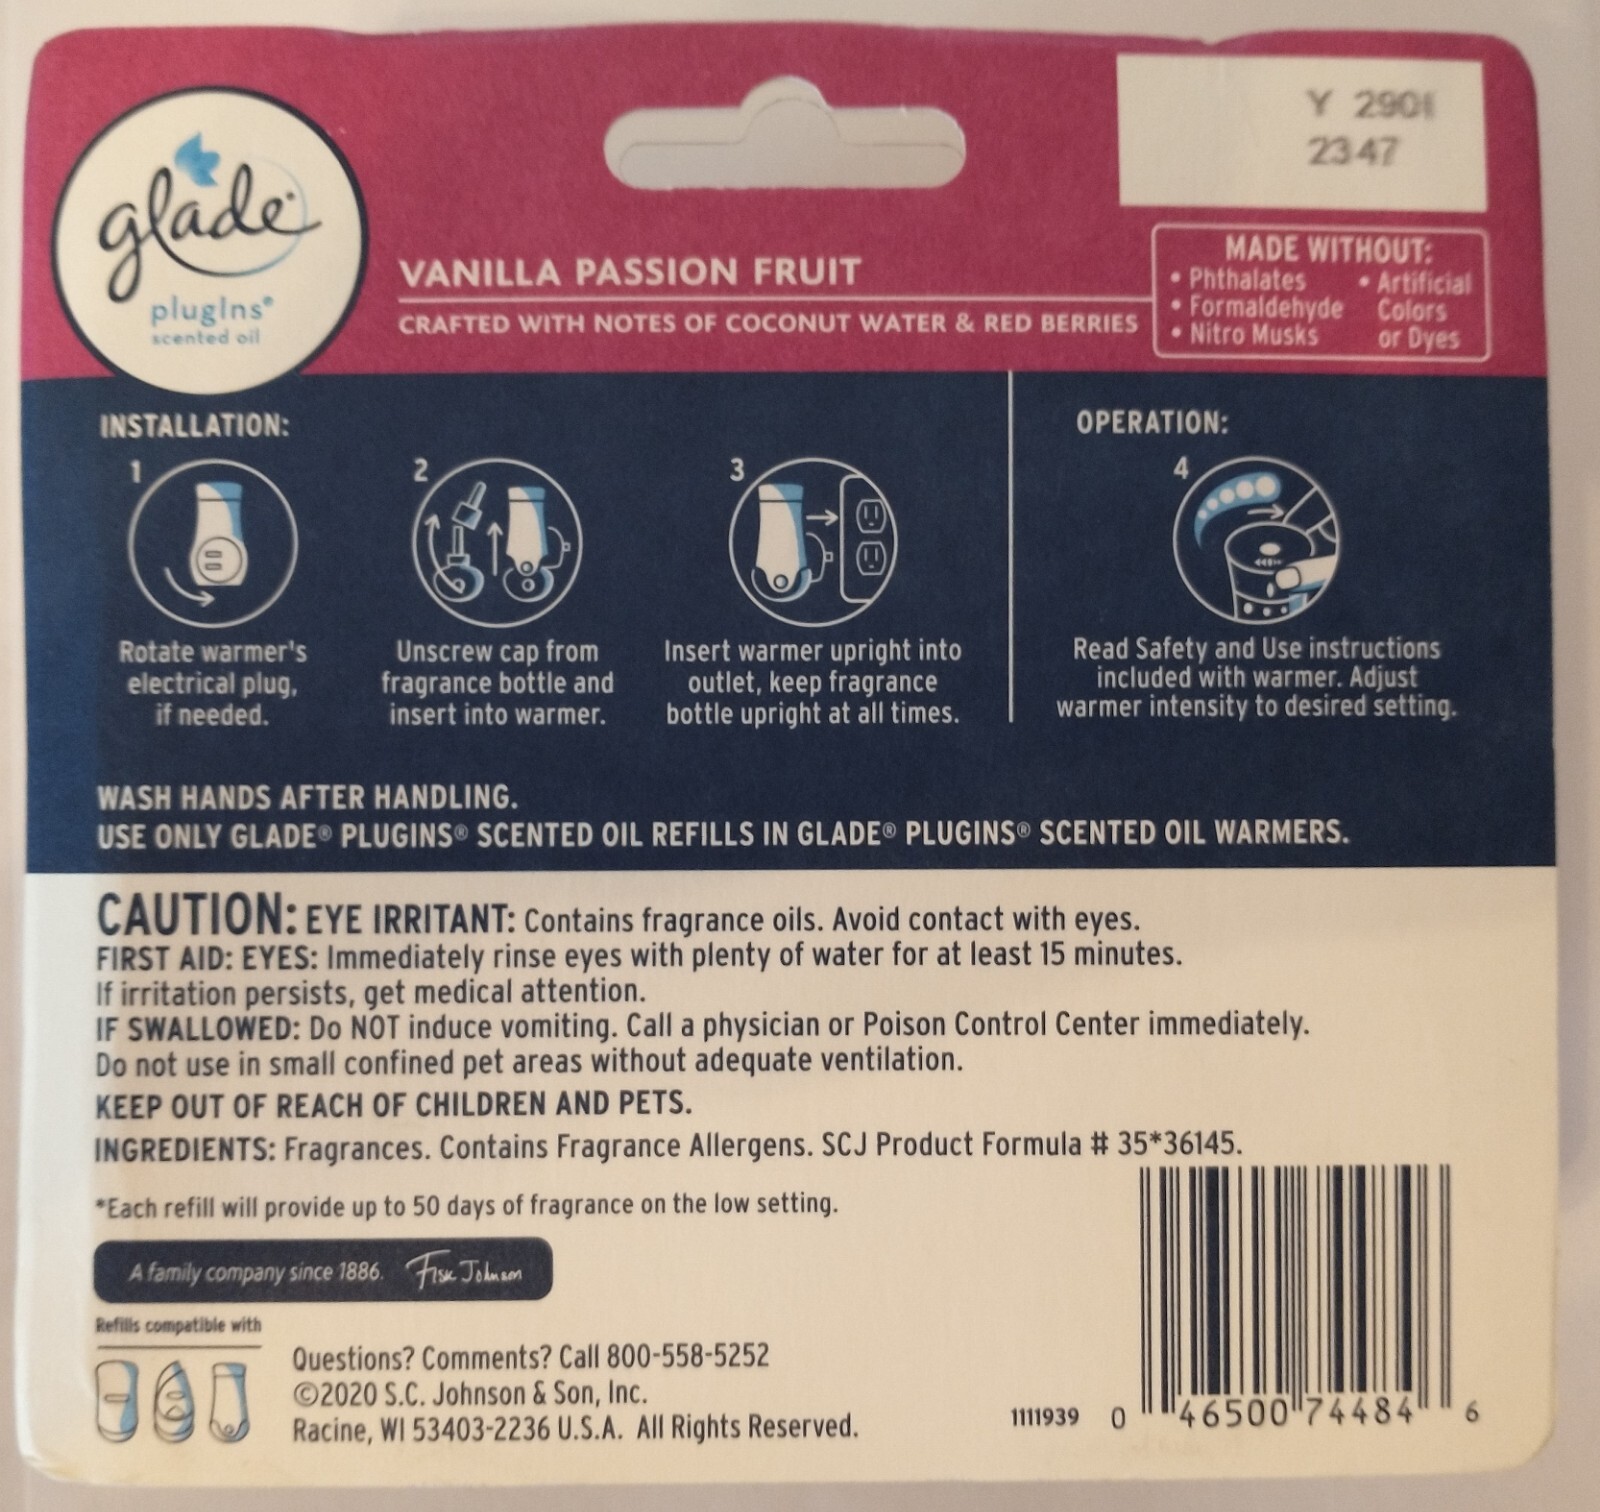 Y 2901
2347
glade
plugIns®
scented oil
VANILLA PASSION FRUIT
CRAFTED WITH NOTES OF COCONUT WATER & RED BERRIES
MADE WITHOUT:
• Phthalates
• Formaldehyde
• Nitro Musks
• Artificial
Colors
or Dyes
INSTALLATION:
1
Rotate warmer's
electrical plug,
if needed.
2
Unscrew cap from
fragrance bottle and
insert into warmer.
3
Insert warmer upright into
outlet, keep fragrance
bottle upright at all times.
OPERATION:
4
Read Safety and Use instructions
included with warmer. Adjust
warmer intensity to desired setting.
WASH HANDS AFTER HANDLING.
USE ONLY GLADE® PLUGINS® SCENTED OIL REFILLS IN GLADE® PLUGINS® SCENTED OIL WARMERS.
CAUTION: EYE IRRITANT: Contains fragrance oils. Avoid contact with eyes.
FIRST AID: EYES: Immediately rinse eyes with plenty of water for at least 15 minutes.
If irritation persists, get medical attention.
IF SWALLOWED: Do NOT induce vomiting. Call a physician or Poison Control Center immediately.
Do not use in small confined pet areas without adequate ventilation.
KEEP OUT OF REACH OF CHILDREN AND PETS.
INGREDIENTS: Fragrances. Contains Fragrance Allergens. SCJ Product Formula # 35*36145.
*Each refill will provide up to 50 days of fragrance on the low setting.
A family company since 1886. Fisk Johnson
Refills compatible with
Questions? Comments? Call 800-558-5252
©2020 S.C. Johnson & Son, Inc.
Racine, WI 53403-2236 U.S.A. All Rights Reserved.
1111939
0 46500 74484 6